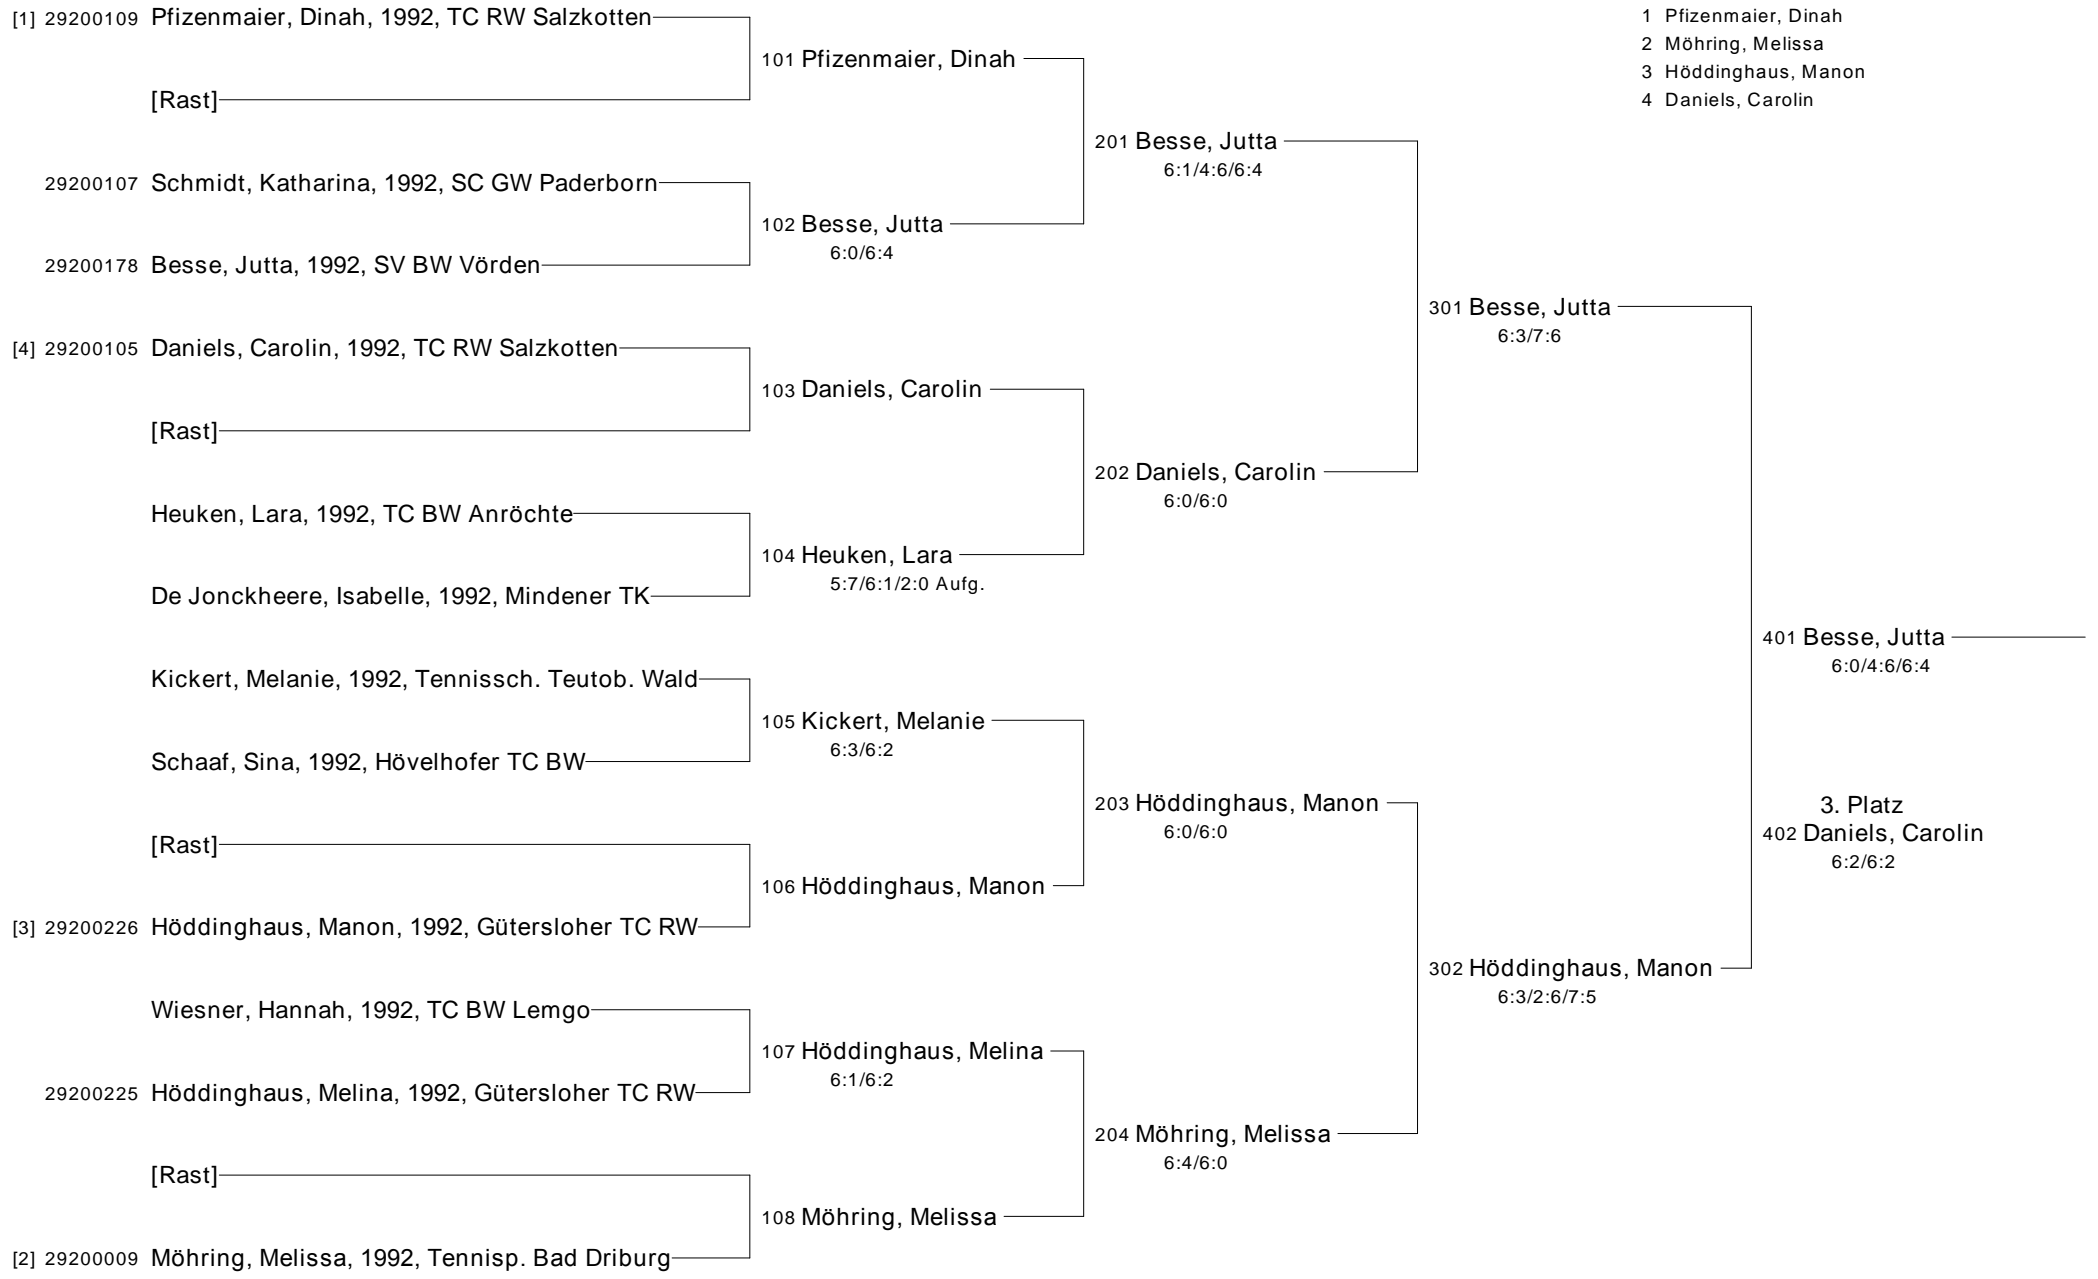 [1] 29200109 Pfizenmaier, Dinah, 1992, TC RW Salzkotten
[Rast]
29200107 Schmidt, Katharina, 1992, SC GW Paderborn
29200178 Besse, Jutta, 1992, SV BW Vörden
[4] 29200105 Daniels, Carolin, 1992, TC RW Salzkotten
[Rast]
Heuken, Lara, 1992, TC BW Anröchte
De Jonckheere, Isabelle, 1992, Mindener TK
Kickert, Melanie, 1992, Tennissch. Teutob. Wald
Schaaf, Sina, 1992, Hövelhofer TC BW
[Rast]
[3] 29200226 Höddinghaus, Manon, 1992, Gütersloher TC RW
Wiesner, Hannah, 1992, TC BW Lemgo
29200225 Höddinghaus, Melina, 1992, Gütersloher TC RW
[Rast]
[2] 29200009 Möhring, Melissa, 1992, Tennisp. Bad Driburg
101 Pfizenmaier, Dinah
102 Besse, Jutta
6:0/6:4
103 Daniels, Carolin
104 Heuken, Lara
5:7/6:1/2:0 Aufg.
105 Kickert, Melanie
6:3/6:2
106 Höddinghaus, Manon
107 Höddinghaus, Melina
6:1/6:2
108 Möhring, Melissa
201 Besse, Jutta
6:1/4:6/6:4
202 Daniels, Carolin
6:0/6:0
203 Höddinghaus, Manon
6:0/6:0
204 Möhring, Melissa
6:4/6:0
301 Besse, Jutta
6:3/7:6
302 Höddinghaus, Manon
6:3/2:6/7:5
1 Pfizenmaier, Dinah
2 Möhring, Melissa
3 Höddinghaus, Manon
4 Daniels, Carolin
401 Besse, Jutta
6:0/4:6/6:4
3. Platz
402 Daniels, Carolin
6:2/6:2